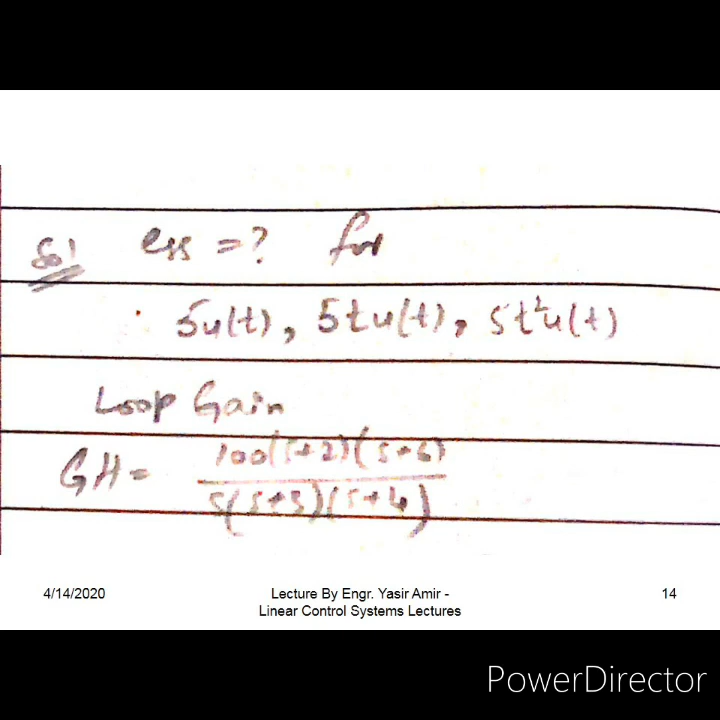 Sol ess =? for
5u(t), 5tu(t), 5t²u(t)
Loop Gain
GH = 100(s+2)(s+6)
s(s+3)(s+4)
4/14/2020
Lecture By Engr. Yasir Amir -
Linear Control Systems Lectures
14
PowerDirector